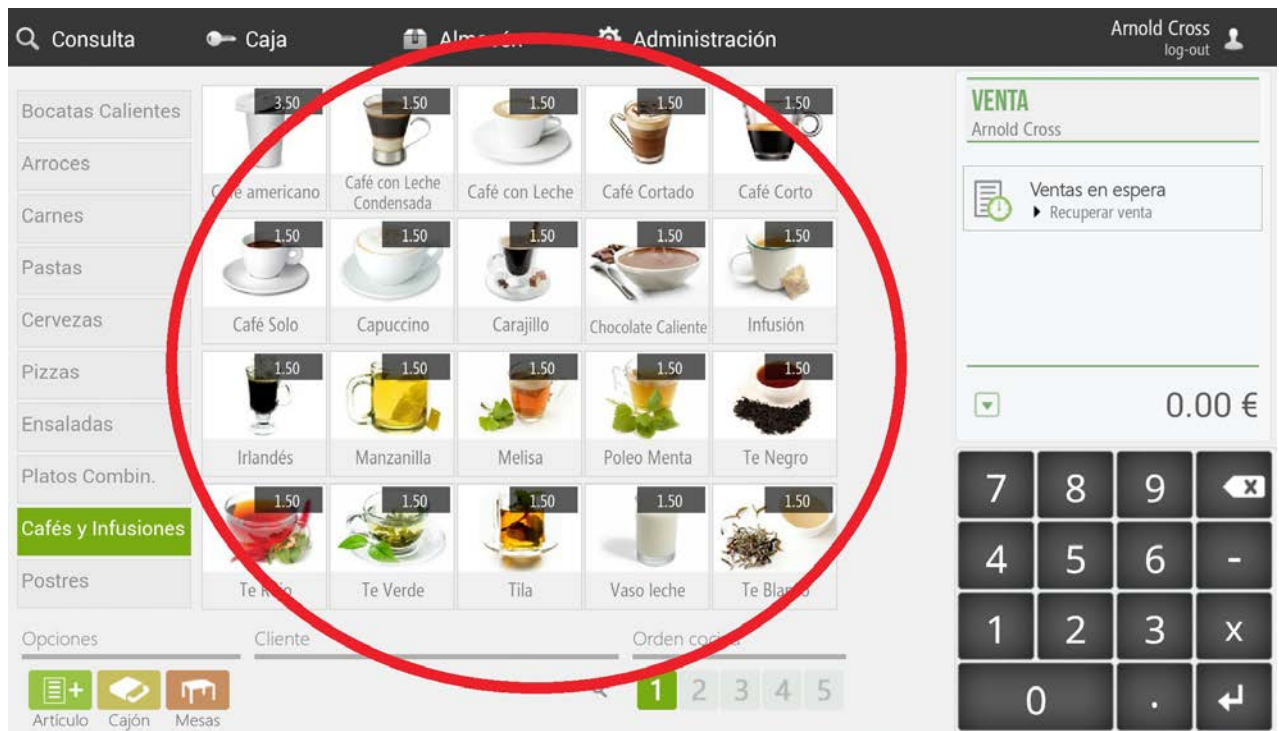 Consulta
Caja
Administración
Arnold Cross
log-out
Bocatas Calientes
Arroces
Carnes
Pastas
Cervezas
Pizzas
Ensaladas
Platos Combin.
Cafés y Infusiones
Postres
3.50
1.50
1.50
1.50
1.50
americano
Café con Leche
Condensada
Café con Leche
Café Cortado
Café Corto
1.50
1.50
1.50
1.50
1.50
Café Solo
Capuccino
Carajillo
Chocolate Caliente
Infusión
1.50
1.50
1.50
1.50
1.50
Irlandés
Manzanilla
Melisa
Poleo Menta
Te Negro
1.50
1.50
1.50
1.50
1.50
Te
Te Verde
Tila
Vaso leche
Te
VENTA
Arnold Cross
Ventas en espera
Recuperar venta
0.00 €
7 8 9 x
4 5 6 -
1 2 3 x
0 .
Opciones
Cliente
Orden
Artículo
Cajón
Mesas
1 2 3 4 5